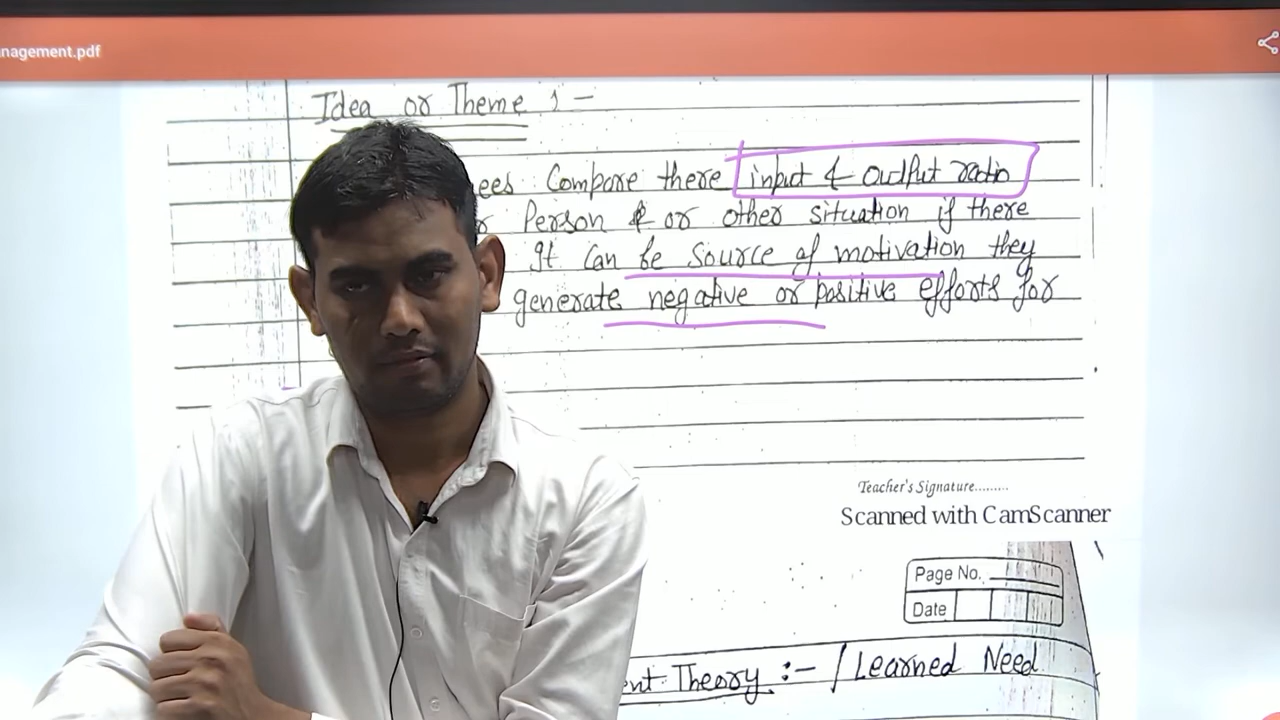 nagement.pdf
Idea or Theme :-
ees Compare there input & output ratio
r Person & or other situation if there
It can be source of motivation they
generate negative or positive efforts for
Teacher's Signature.........
Scanned with CamScanner
Page No.
Date
ent Theory :- / Learned Need